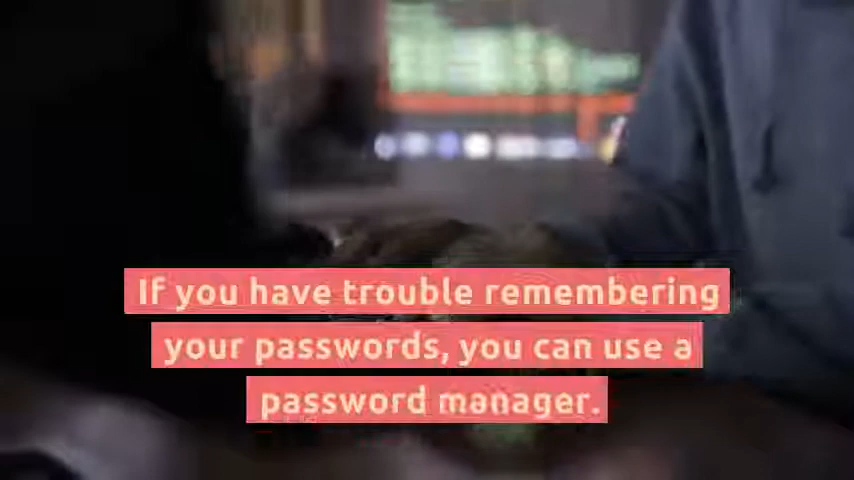 If you have trouble remembering
your passwords, you can use a
password manager.